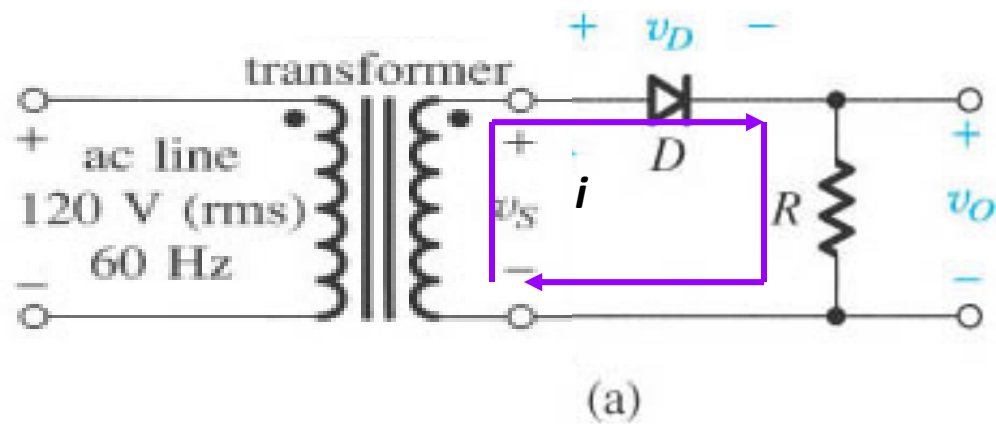 + v_D −
transformer
+ ac line + D +
120 V (rms) v_S i R v_O
− 60 Hz − −
(a)